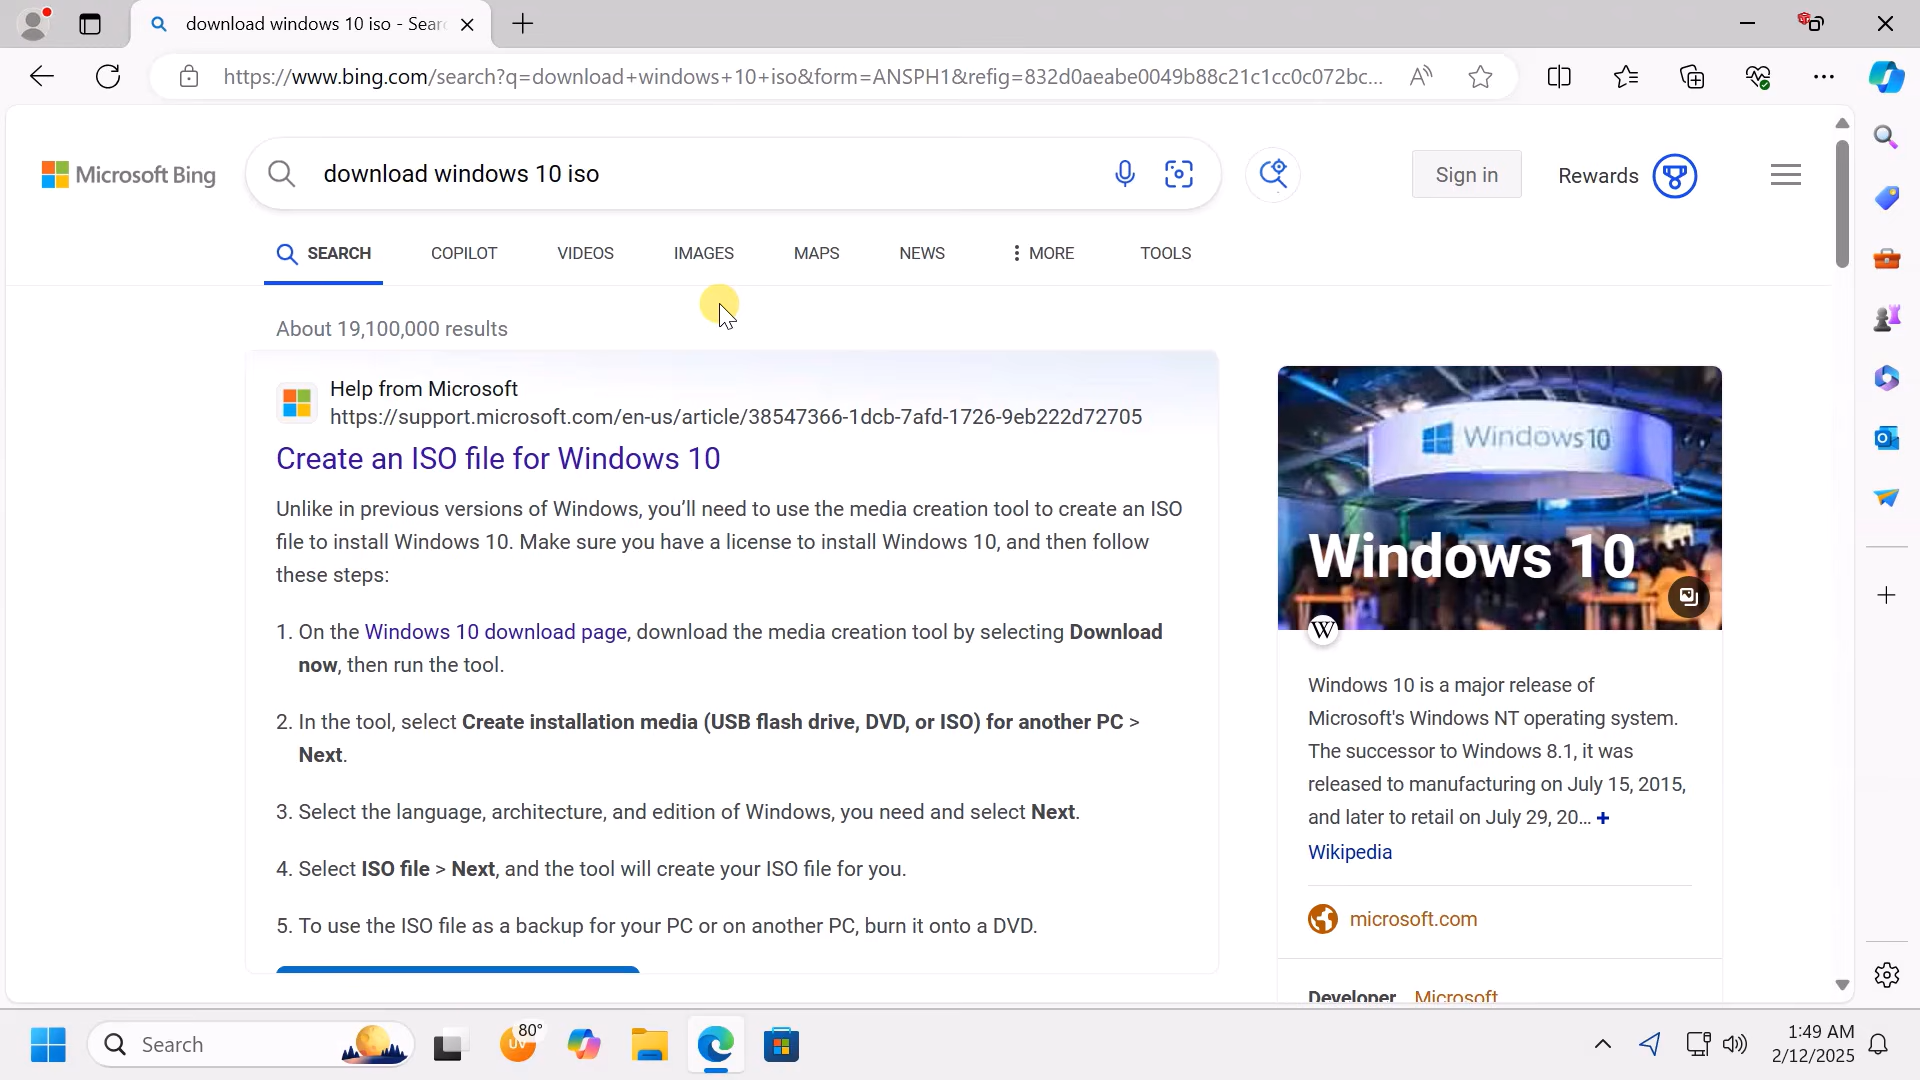 download windows 10 iso - Sear
https://www.bing.com/search?q=download+windows+10+iso&form=ANSPH1&refig=832d0aeabe0049b88c21c1cc0c072bc...
Microsoft Bing
download windows 10 iso
Sign in
Rewards
SEARCH
COPILOT
VIDEOS
IMAGES
MAPS
NEWS
MORE
TOOLS
About 19,100,000 results
Help from Microsoft
https://support.microsoft.com/en-us/article/38547366-1dcb-7afd-1726-9eb222d72705
Create an ISO file for Windows 10
Unlike in previous versions of Windows, you’ll need to use the media creation tool to create an ISO
file to install Windows 10. Make sure you have a license to install Windows 10, and then follow
these steps:
1. On the Windows 10 download page, download the media creation tool by selecting Download
now, then run the tool.
2. In the tool, select Create installation media (USB flash drive, DVD, or ISO) for another PC >
Next.
3. Select the language, architecture, and edition of Windows, you need and select Next.
4. Select ISO file > Next, and the tool will create your ISO file for you.
5. To use the ISO file as a backup for your PC or on another PC, burn it onto a DVD.
Windows10
Windows 10
W
Windows 10 is a major release of
Microsoft's Windows NT operating system.
The successor to Windows 8.1, it was
released to manufacturing on July 15, 2015,
and later to retail on July 29, 20... +
Wikipedia
microsoft.com
Developer Microsoft
Search
80°
UV
1:49 AM
2/12/2025